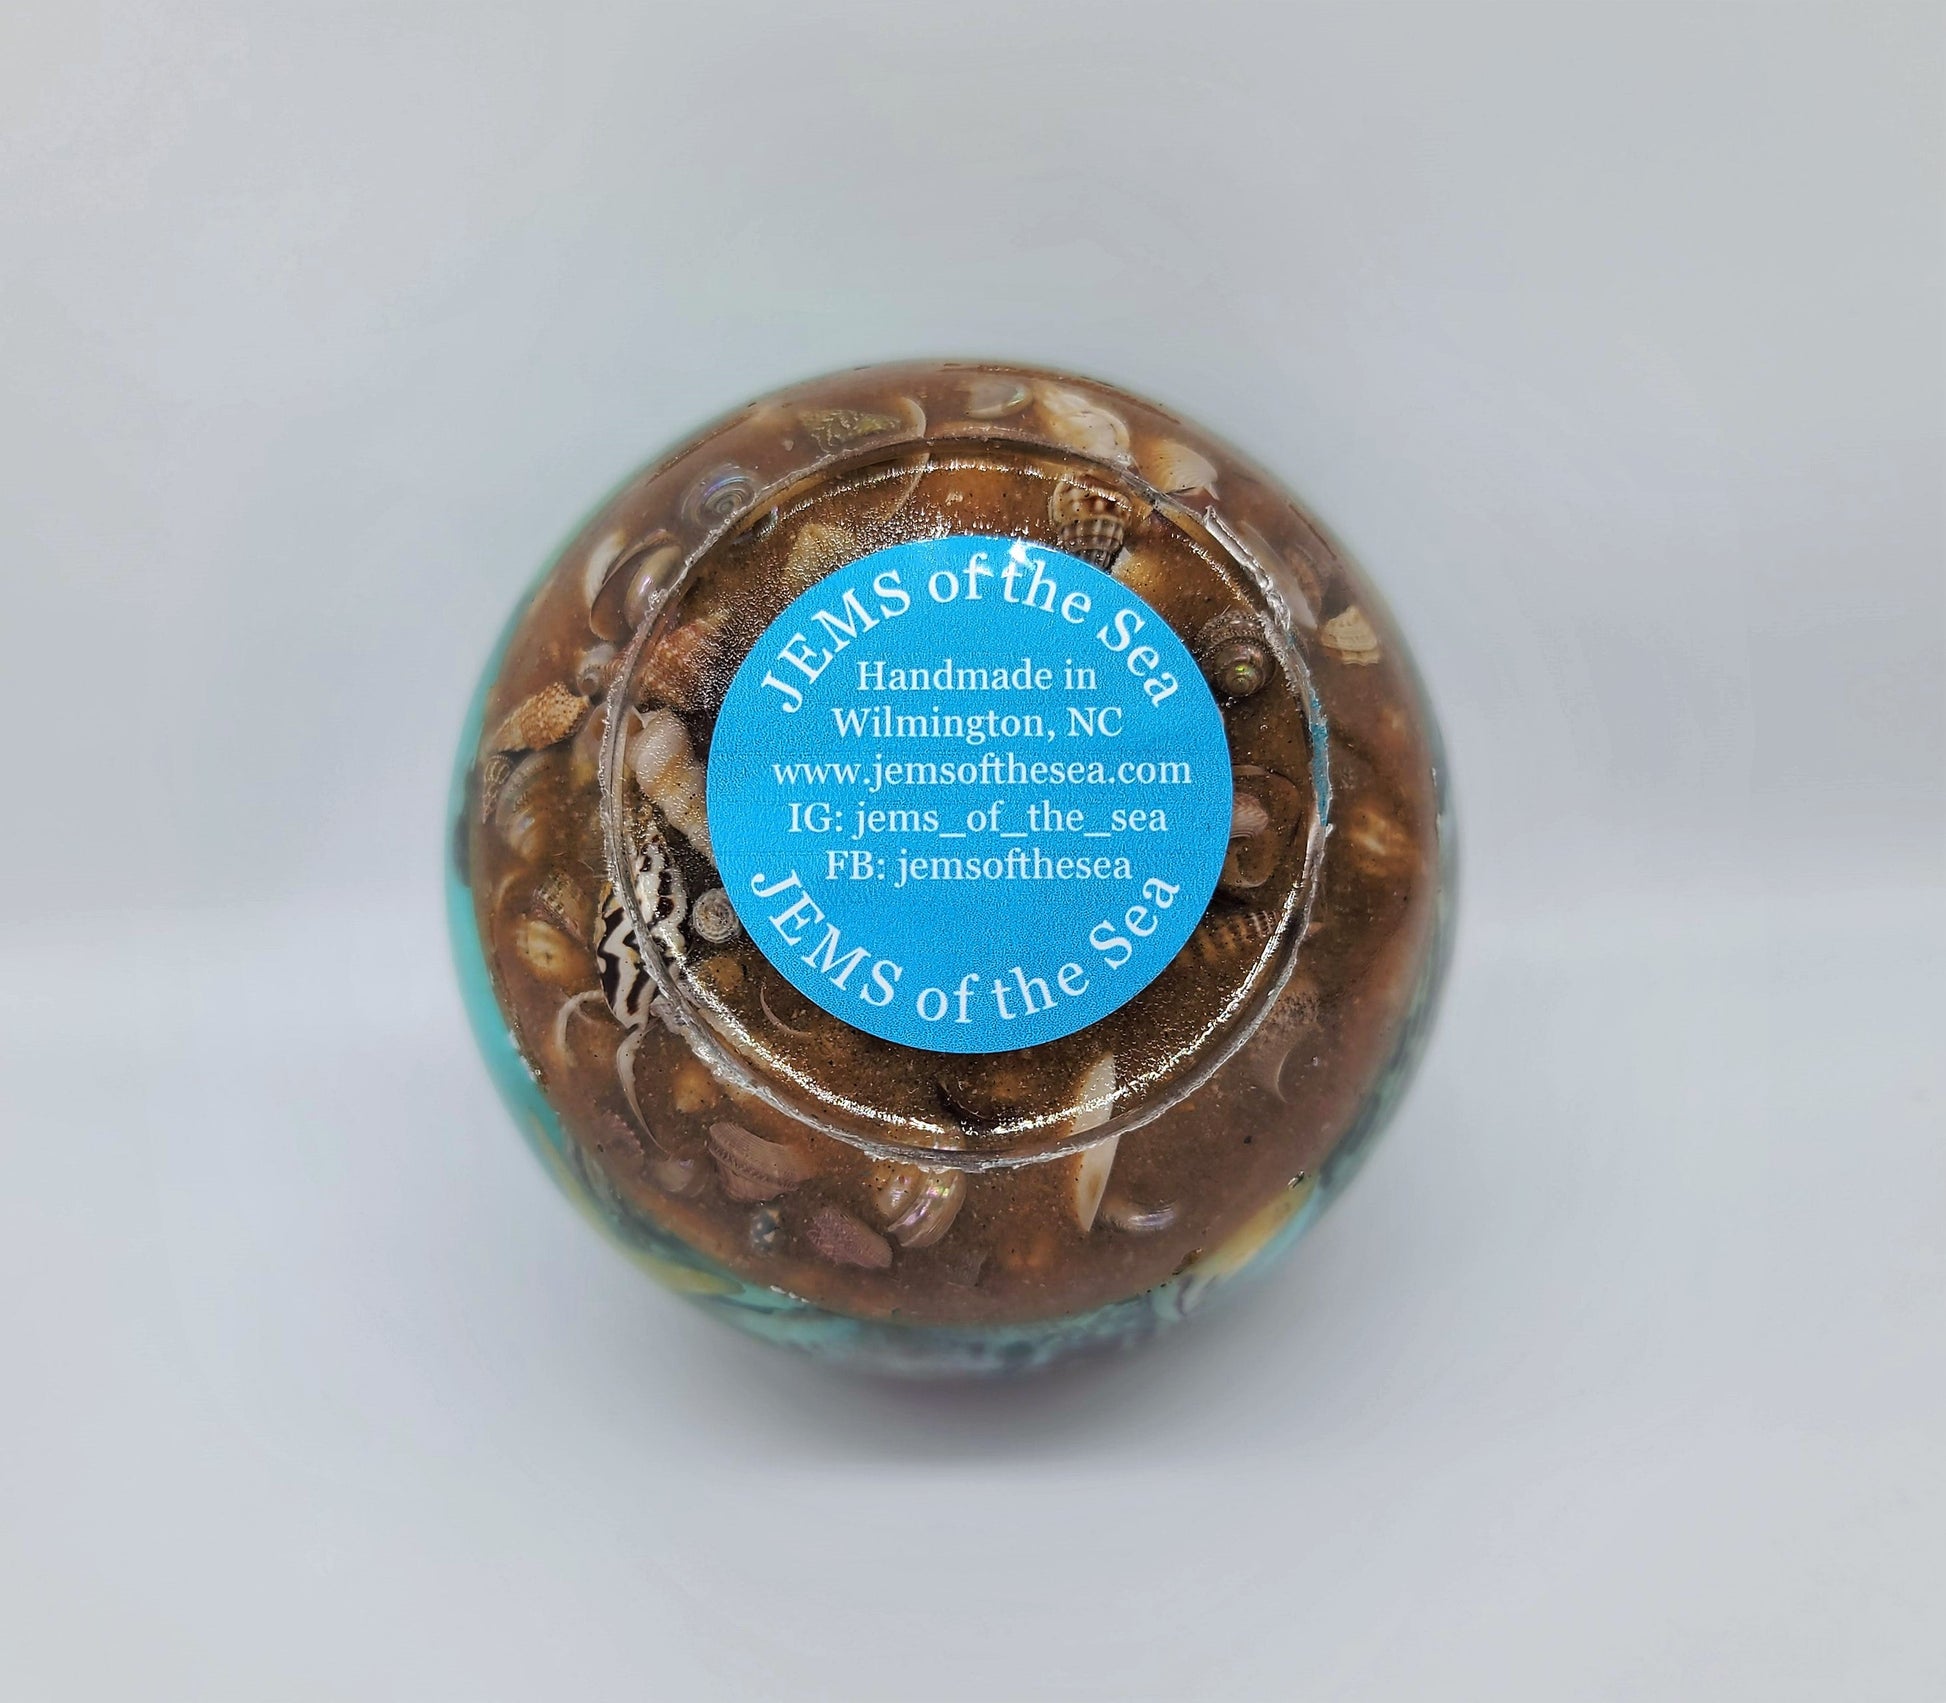 JEMS of the Sea
Handmade in
Wilmington, NC
www.jemsofthesea.com
IG: jems_of_the_sea
FB: jemsofthesea
JEMS of the Sea